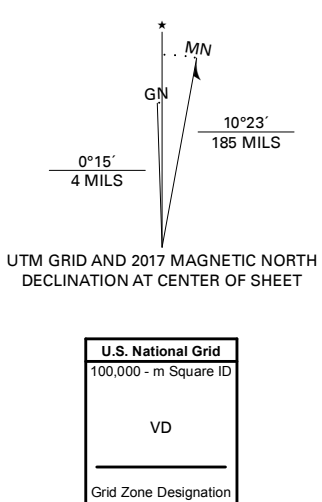 ★
MN
GN
10°23´
185 MILS
0°15´
4 MILS
UTM GRID AND 2017 MAGNETIC NORTH
DECLINATION AT CENTER OF SHEET
U.S. National Grid
100,000 - m Square ID
VD
Grid Zone Designation